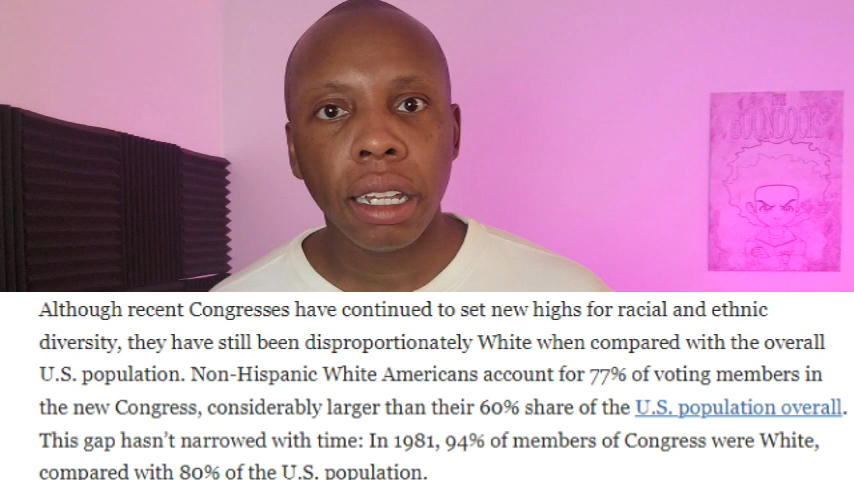 THE
BOONDOCKS
Although recent Congresses have continued to set new highs for racial and ethnic
diversity, they have still been disproportionately White when compared with the overall
U.S. population. Non-Hispanic White Americans account for 77% of voting members in
the new Congress, considerably larger than their 60% share of the U.S. population overall.
This gap hasn't narrowed with time: In 1981, 94% of members of Congress were White,
compared with 80% of the U.S. population.